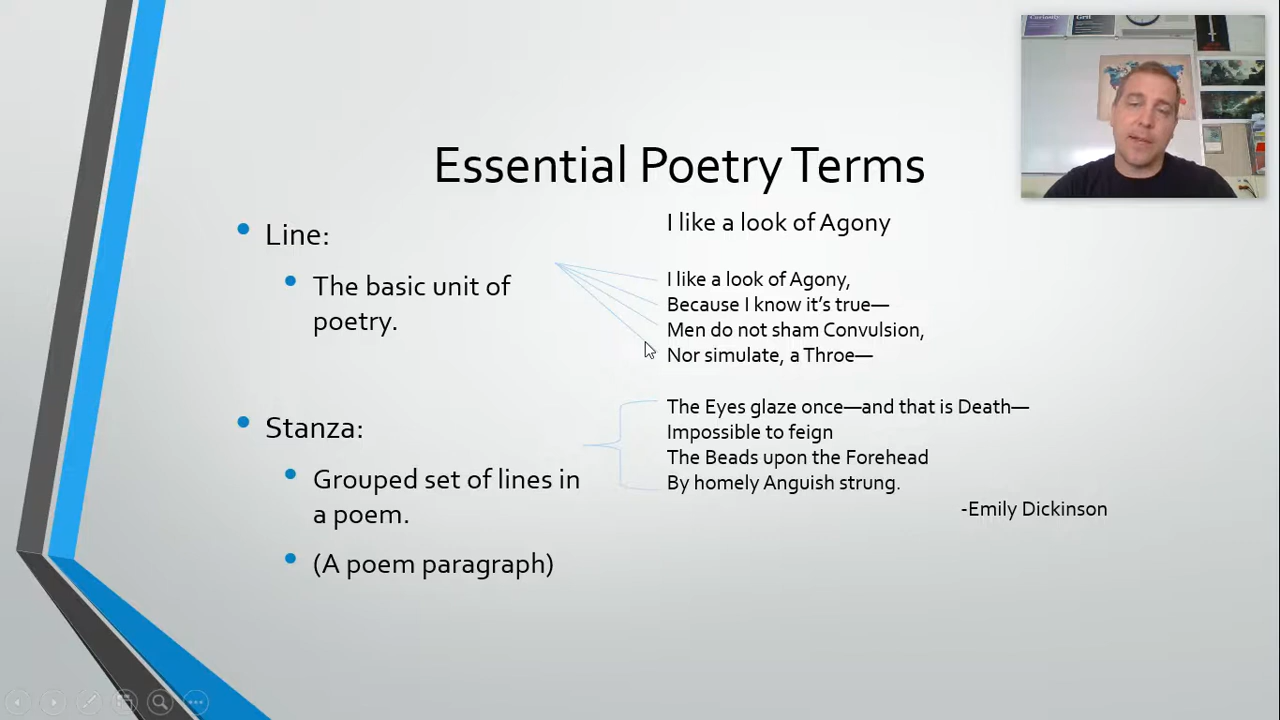 Curiosity
Grit
Essential Poetry Terms
Line:
The basic unit of
poetry.
Stanza:
Grouped set of lines in
a poem.
(A poem paragraph)
I like a look of Agony
I like a look of Agony,
Because I know it’s true—
Men do not sham Convulsion,
Nor simulate, a Throe—
The Eyes glaze once—and that is Death—
Impossible to feign
The Beads upon the Forehead
By homely Anguish strung.
-Emily Dickinson